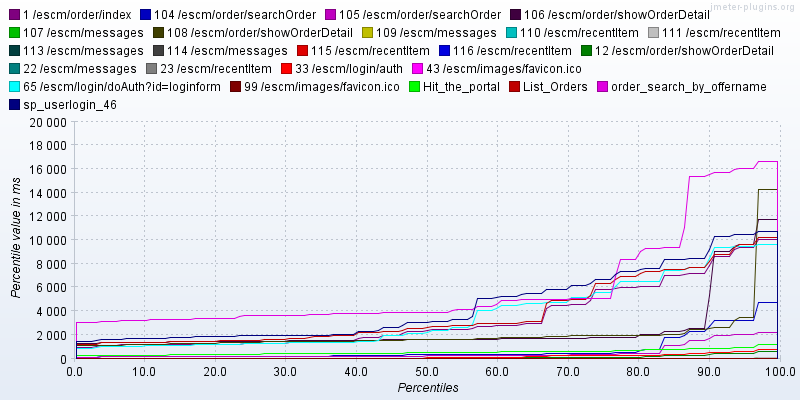 jmeter-plugins.org
1 /escm/order/index 104 /escm/order/searchOrder 105 /escm/order/searchOrder 106 /escm/order/showOrderDetail
107 /escm/messages 108 /escm/order/showOrderDetail 109 /escm/messages 110 /escm/recentItem 111 /escm/recentItem
113 /escm/messages 114 /escm/messages 115 /escm/recentItem 116 /escm/recentItem 12 /escm/order/showOrderDetail
22 /escm/messages 23 /escm/recentItem 33 /escm/login/auth 43 /escm/images/favicon.ico
65 /escm/login/doAuth?id=loginform 99 /escm/images/favicon.ico Hit_the_portal List_Orders order_search_by_offername
sp_userlogin_46
20 000
18 000
16 000
14 000
12 000
10 000
8 000
6 000
4 000
2 000
0
Percentile value in ms
0.0 10.0 20.0 30.0 40.0 50.0 60.0 70.0 80.0 90.0 100.0
Percentiles